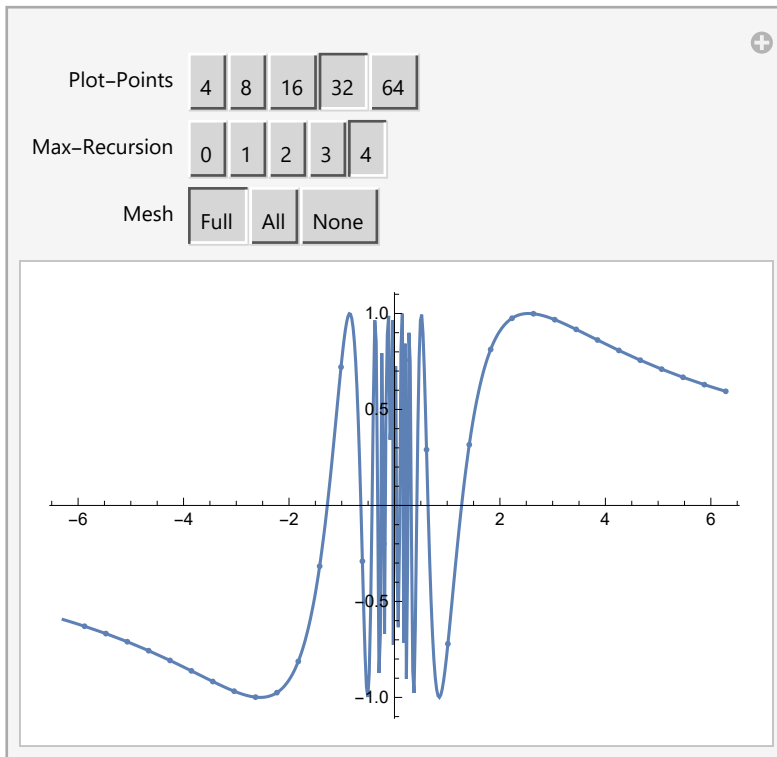 Plot-Points 4 8 16 32 64
Max-Recursion 0 1 2 3 4
Mesh Full All None
1.0
0.5
-6 -4 -2 2 4 6
-0.5
-1.0